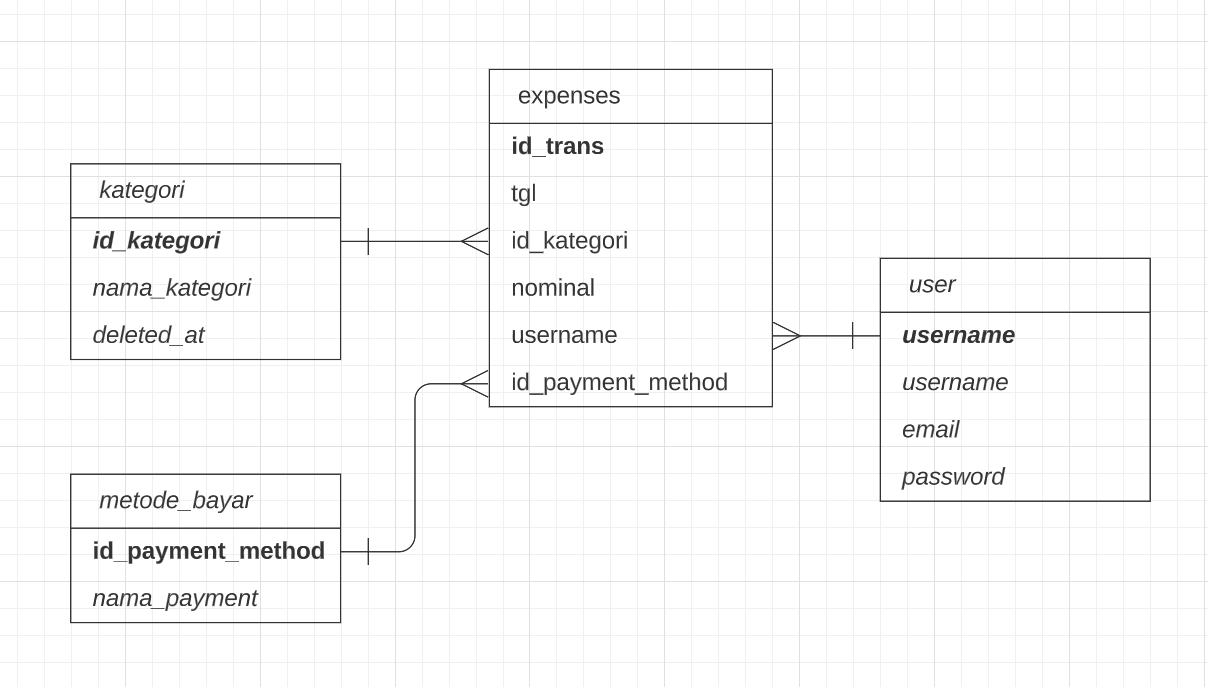 expenses
id_trans
tgl
id_kategori
nominal
username
id_payment_method
kategori
id_kategori
nama_kategori
deleted_at
user
username
username
email
password
metode_bayar
id_payment_method
nama_payment